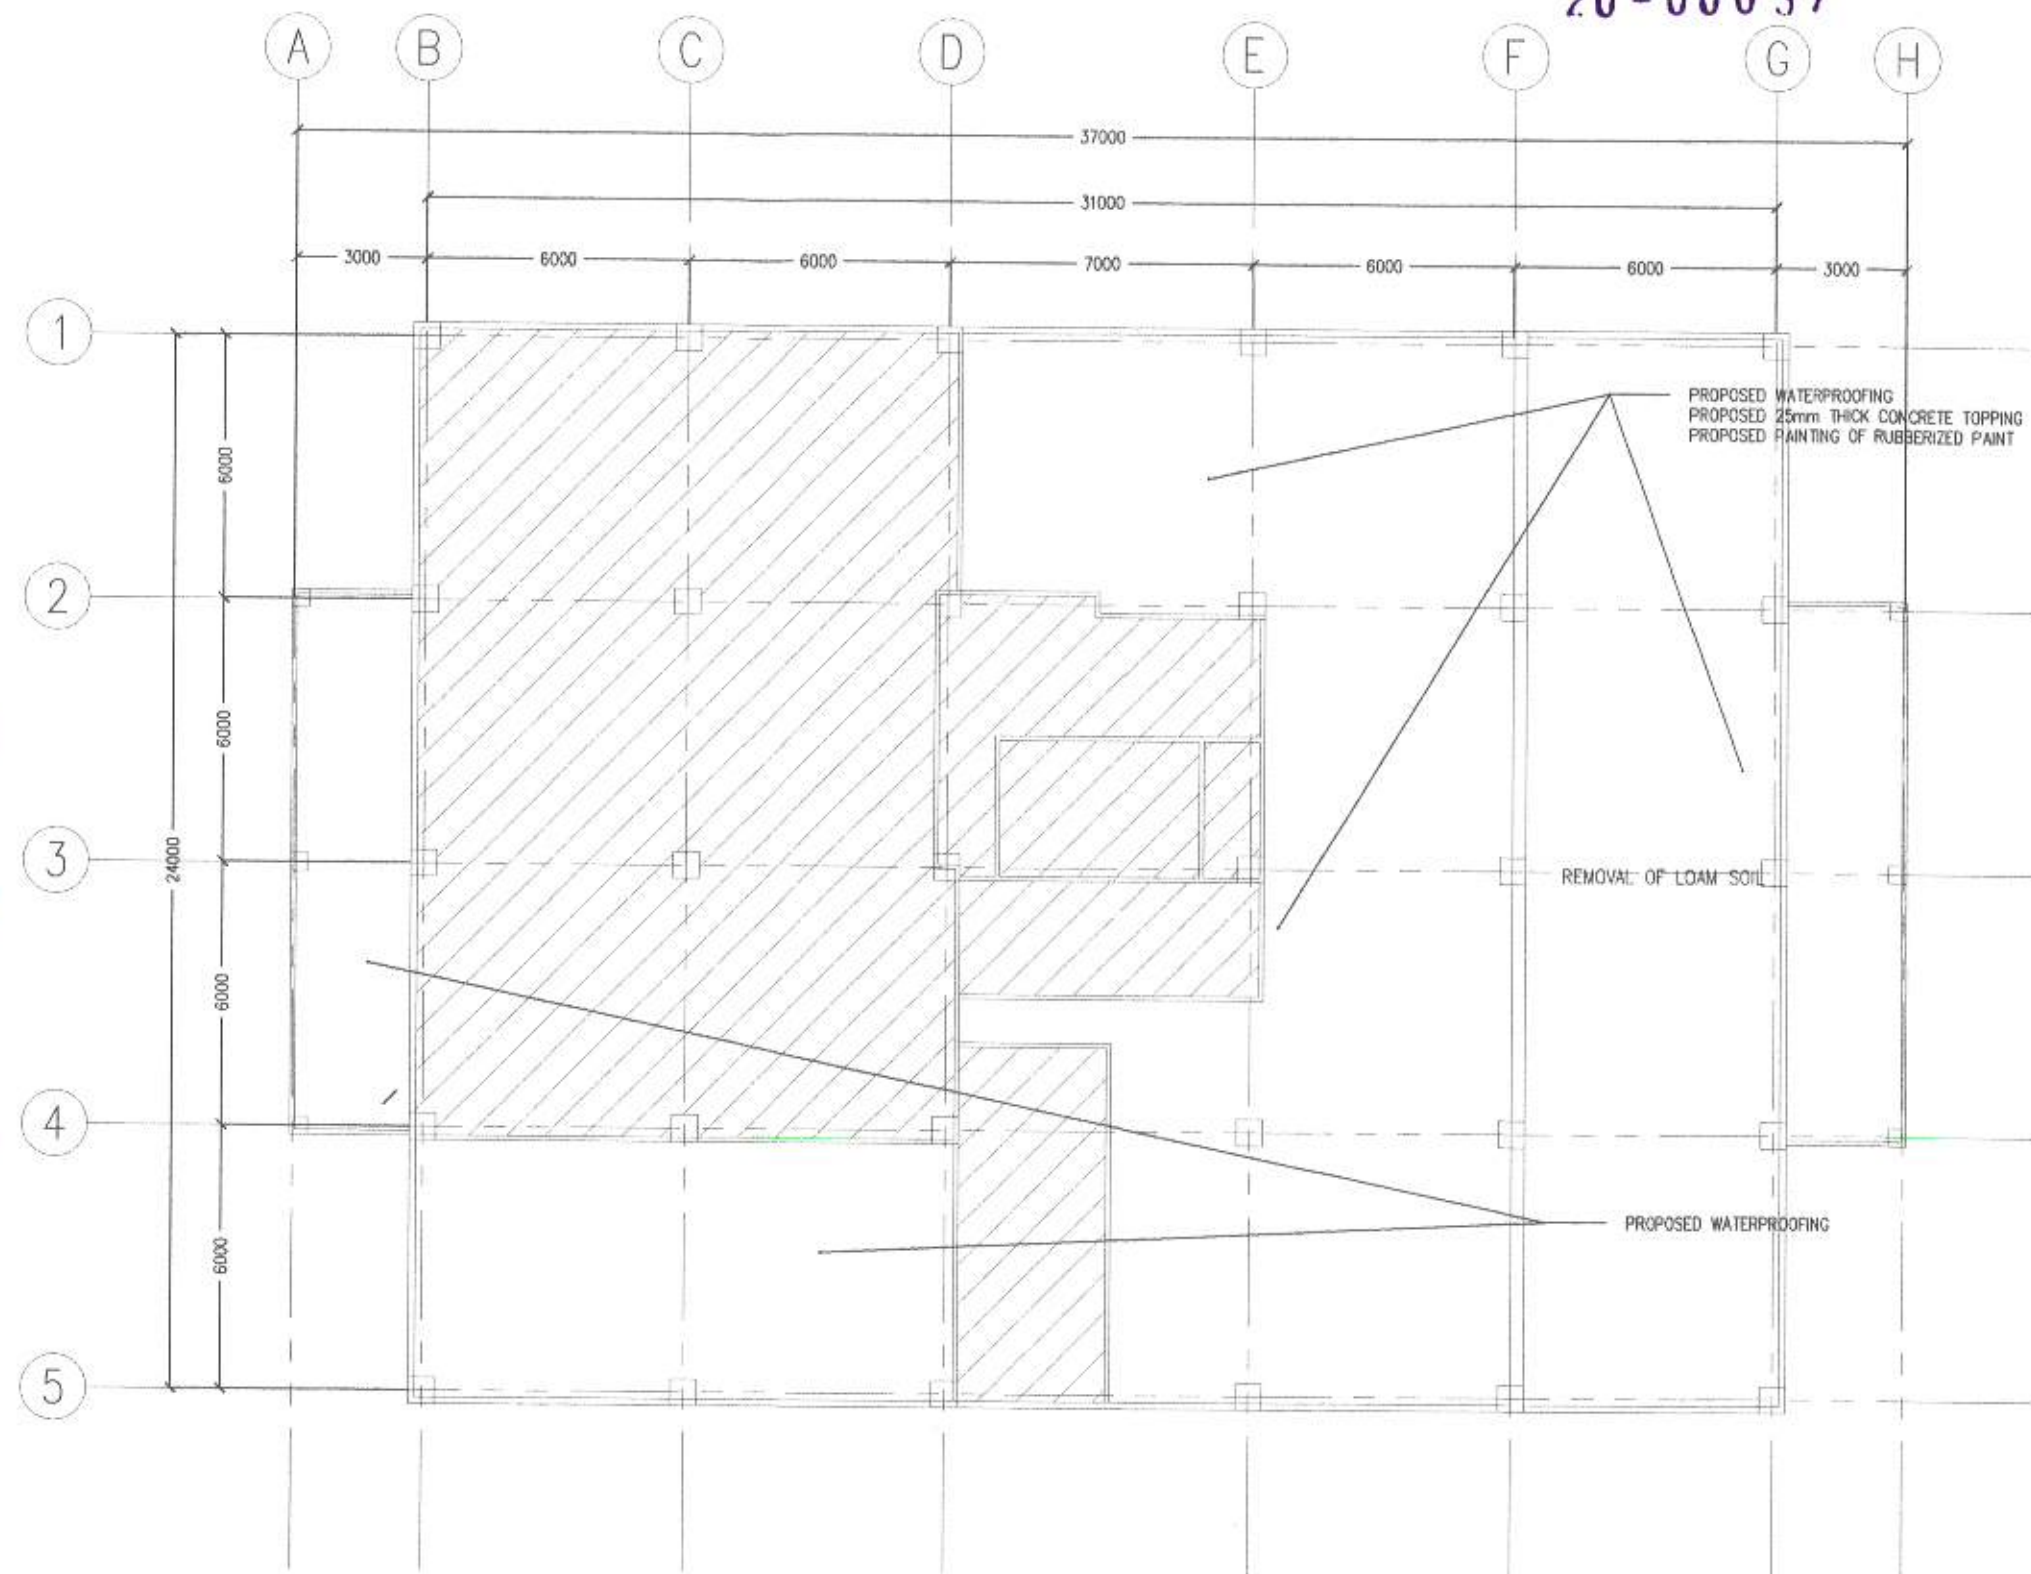 A B C D E F G H
37000
31000
3000 6000 6000 7000 6000 6000 3000
1
PROPOSED WATERPROOFING
PROPOSED 25mm THICK CONCRETE TOPPING
PROPOSED PAINTING OF RUBBERIZED PAINT
6000
2
6000
24000
3
REMOVAL OF LOAM SOIL
6000
4
PROPOSED WATERPROOFING
6000
5